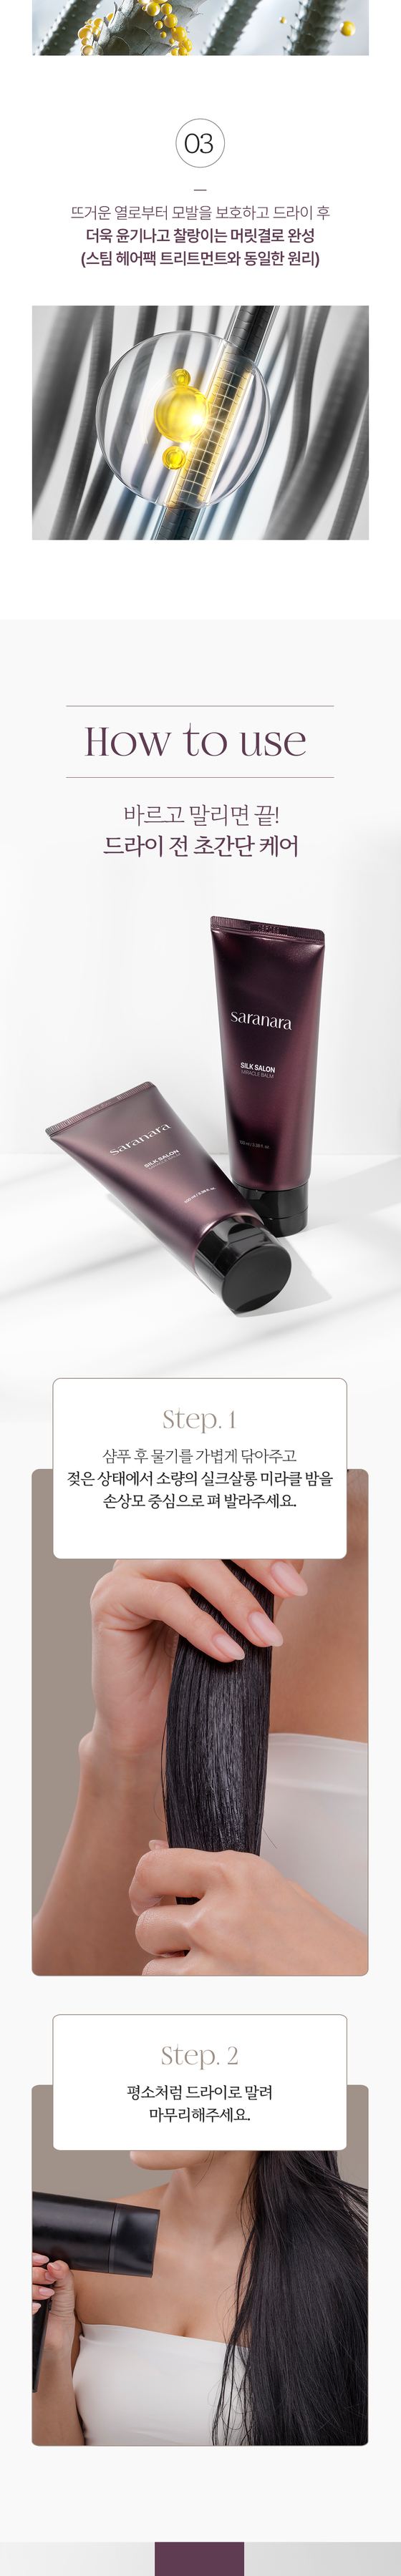 03
뜨거운 열로부터 모발을 보호하고 드라이 후
더욱 윤기나고 찰랑이는 머릿결로 완성
(스팀 헤어팩 트리트먼트와 동일한 원리)
How to use
바르고 말리면 끝!
드라이 전 초간단 케어
saranara
SILK SALON
MIRACLE BALM
saranara
SILK SALON
Step. 1
샴푸 후 물기를 가볍게 닦아주고
젖은 상태에서 소량의 실크살롱 미라클 밤을
손상모 중심으로 펴 발라주세요.
Step. 2
평소처럼 드라이로 말려
마무리해주세요.